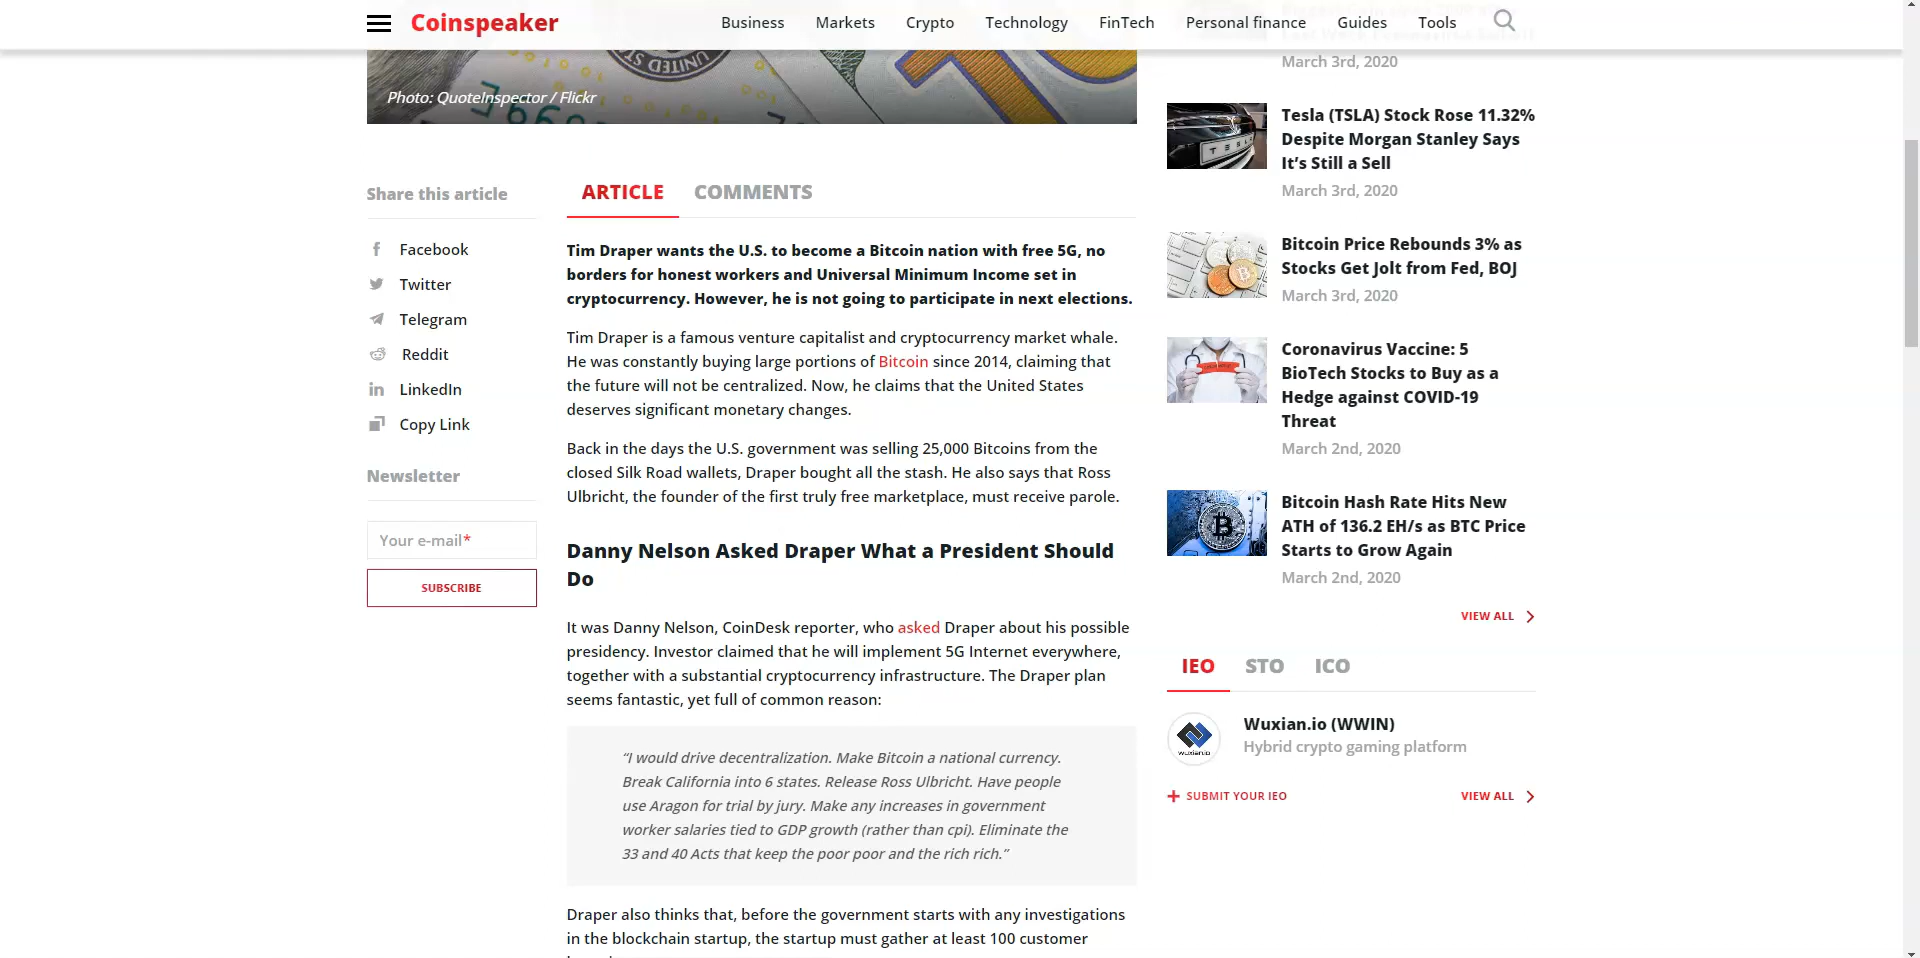 Coinspeaker
Business Markets Crypto Technology FinTech Personal finance Guides Tools
Photo: QuoteInspector / Flickr
Share this article
Facebook
Twitter
Telegram
Reddit
LinkedIn
Copy Link
Newsletter
Your e-mail*
SUBSCRIBE
ARTICLE COMMENTS
Tim Draper wants the U.S. to become a Bitcoin nation with free 5G, no
borders for honest workers and Universal Minimum Income set in
cryptocurrency. However, he is not going to participate in next elections.
Tim Draper is a famous venture capitalist and cryptocurrency market whale.
He was constantly buying large portions of Bitcoin since 2014, claiming that
the future will not be centralized. Now, he claims that the United States
deserves significant monetary changes.
Back in the days the U.S. government was selling 25,000 Bitcoins from the
closed Silk Road wallets, Draper bought all the stash. He also says that Ross
Ulbricht, the founder of the first truly free marketplace, must receive parole.
Danny Nelson Asked Draper What a President Should
Do
It was Danny Nelson, CoinDesk reporter, who asked Draper about his possible
presidency. Investor claimed that he will implement 5G Internet everywhere,
together with a substantial cryptocurrency infrastructure. The Draper plan
seems fantastic, yet full of common reason:
“I would drive decentralization. Make Bitcoin a national currency.
Break California into 6 states. Release Ross Ulbricht. Have people
use Aragon for trial by jury. Make any increases in government
worker salaries tied to GDP growth (rather than cpi). Eliminate the
33 and 40 Acts that keep the poor poor and the rich rich.”
Draper also thinks that, before the government starts with any investigations
in the blockchain startup, the startup must gather at least 100 customer
March 3rd, 2020
Tesla (TSLA) Stock Rose 11.32%
Despite Morgan Stanley Says
It’s Still a Sell
March 3rd, 2020
Bitcoin Price Rebounds 3% as
Stocks Get Jolt from Fed, BOJ
March 3rd, 2020
Coronavirus Vaccine: 5
BioTech Stocks to Buy as a
Hedge against COVID-19
Threat
March 2nd, 2020
Bitcoin Hash Rate Hits New
ATH of 136.2 EH/s as BTC Price
Starts to Grow Again
March 2nd, 2020
VIEW ALL
IEO STO ICO
Wuxian.io (WWIN)
Hybrid crypto gaming platform
SUBMIT YOUR IEO
VIEW ALL